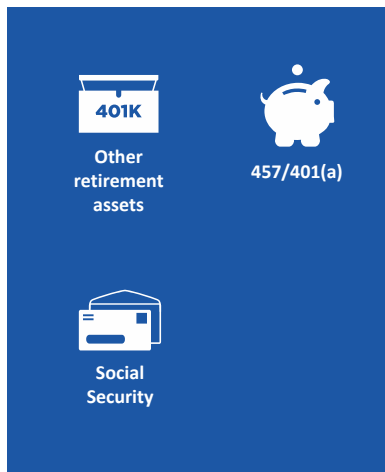 401K
Other
retirement
assets
457/401(a)
Social
Security